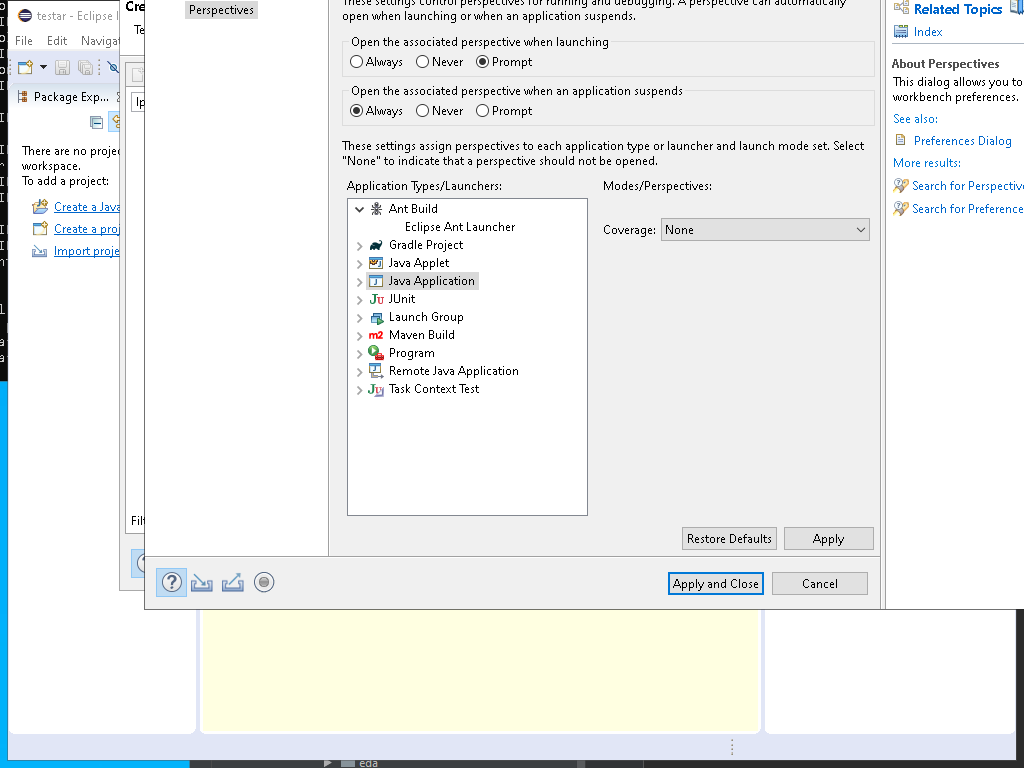 testar - Eclipse I
File Edit Navigat
Package Exp...
There are no proje
workspace.
To add a project:
Create a Java
Create a proj
Import proje
Cre
Te
Filt
Perspectives
These settings control perspectives for running and debugging. A perspective can automatically
open when launching or when an application suspends.
Open the associated perspective when launching
Always Never Prompt
Open the associated perspective when an application suspends
Always Never Prompt
These settings assign perspectives to each application type or launcher and launch mode set. Select
"None" to indicate that a perspective should not be opened.
Application Types/Launchers:
Modes/Perspectives:
Ant Build
Eclipse Ant Launcher
Gradle Project
Java Applet
Java Application
JUnit
Launch Group
Maven Build
Program
Remote Java Application
Task Context Test
Coverage: None
Restore Defaults
Apply
Apply and Close
Cancel
Related Topics
Index
About Perspectives
This dialog allows you to
workbench preferences.
See also:
Preferences Dialog
More results:
Search for Perspective
Search for Preference
eda